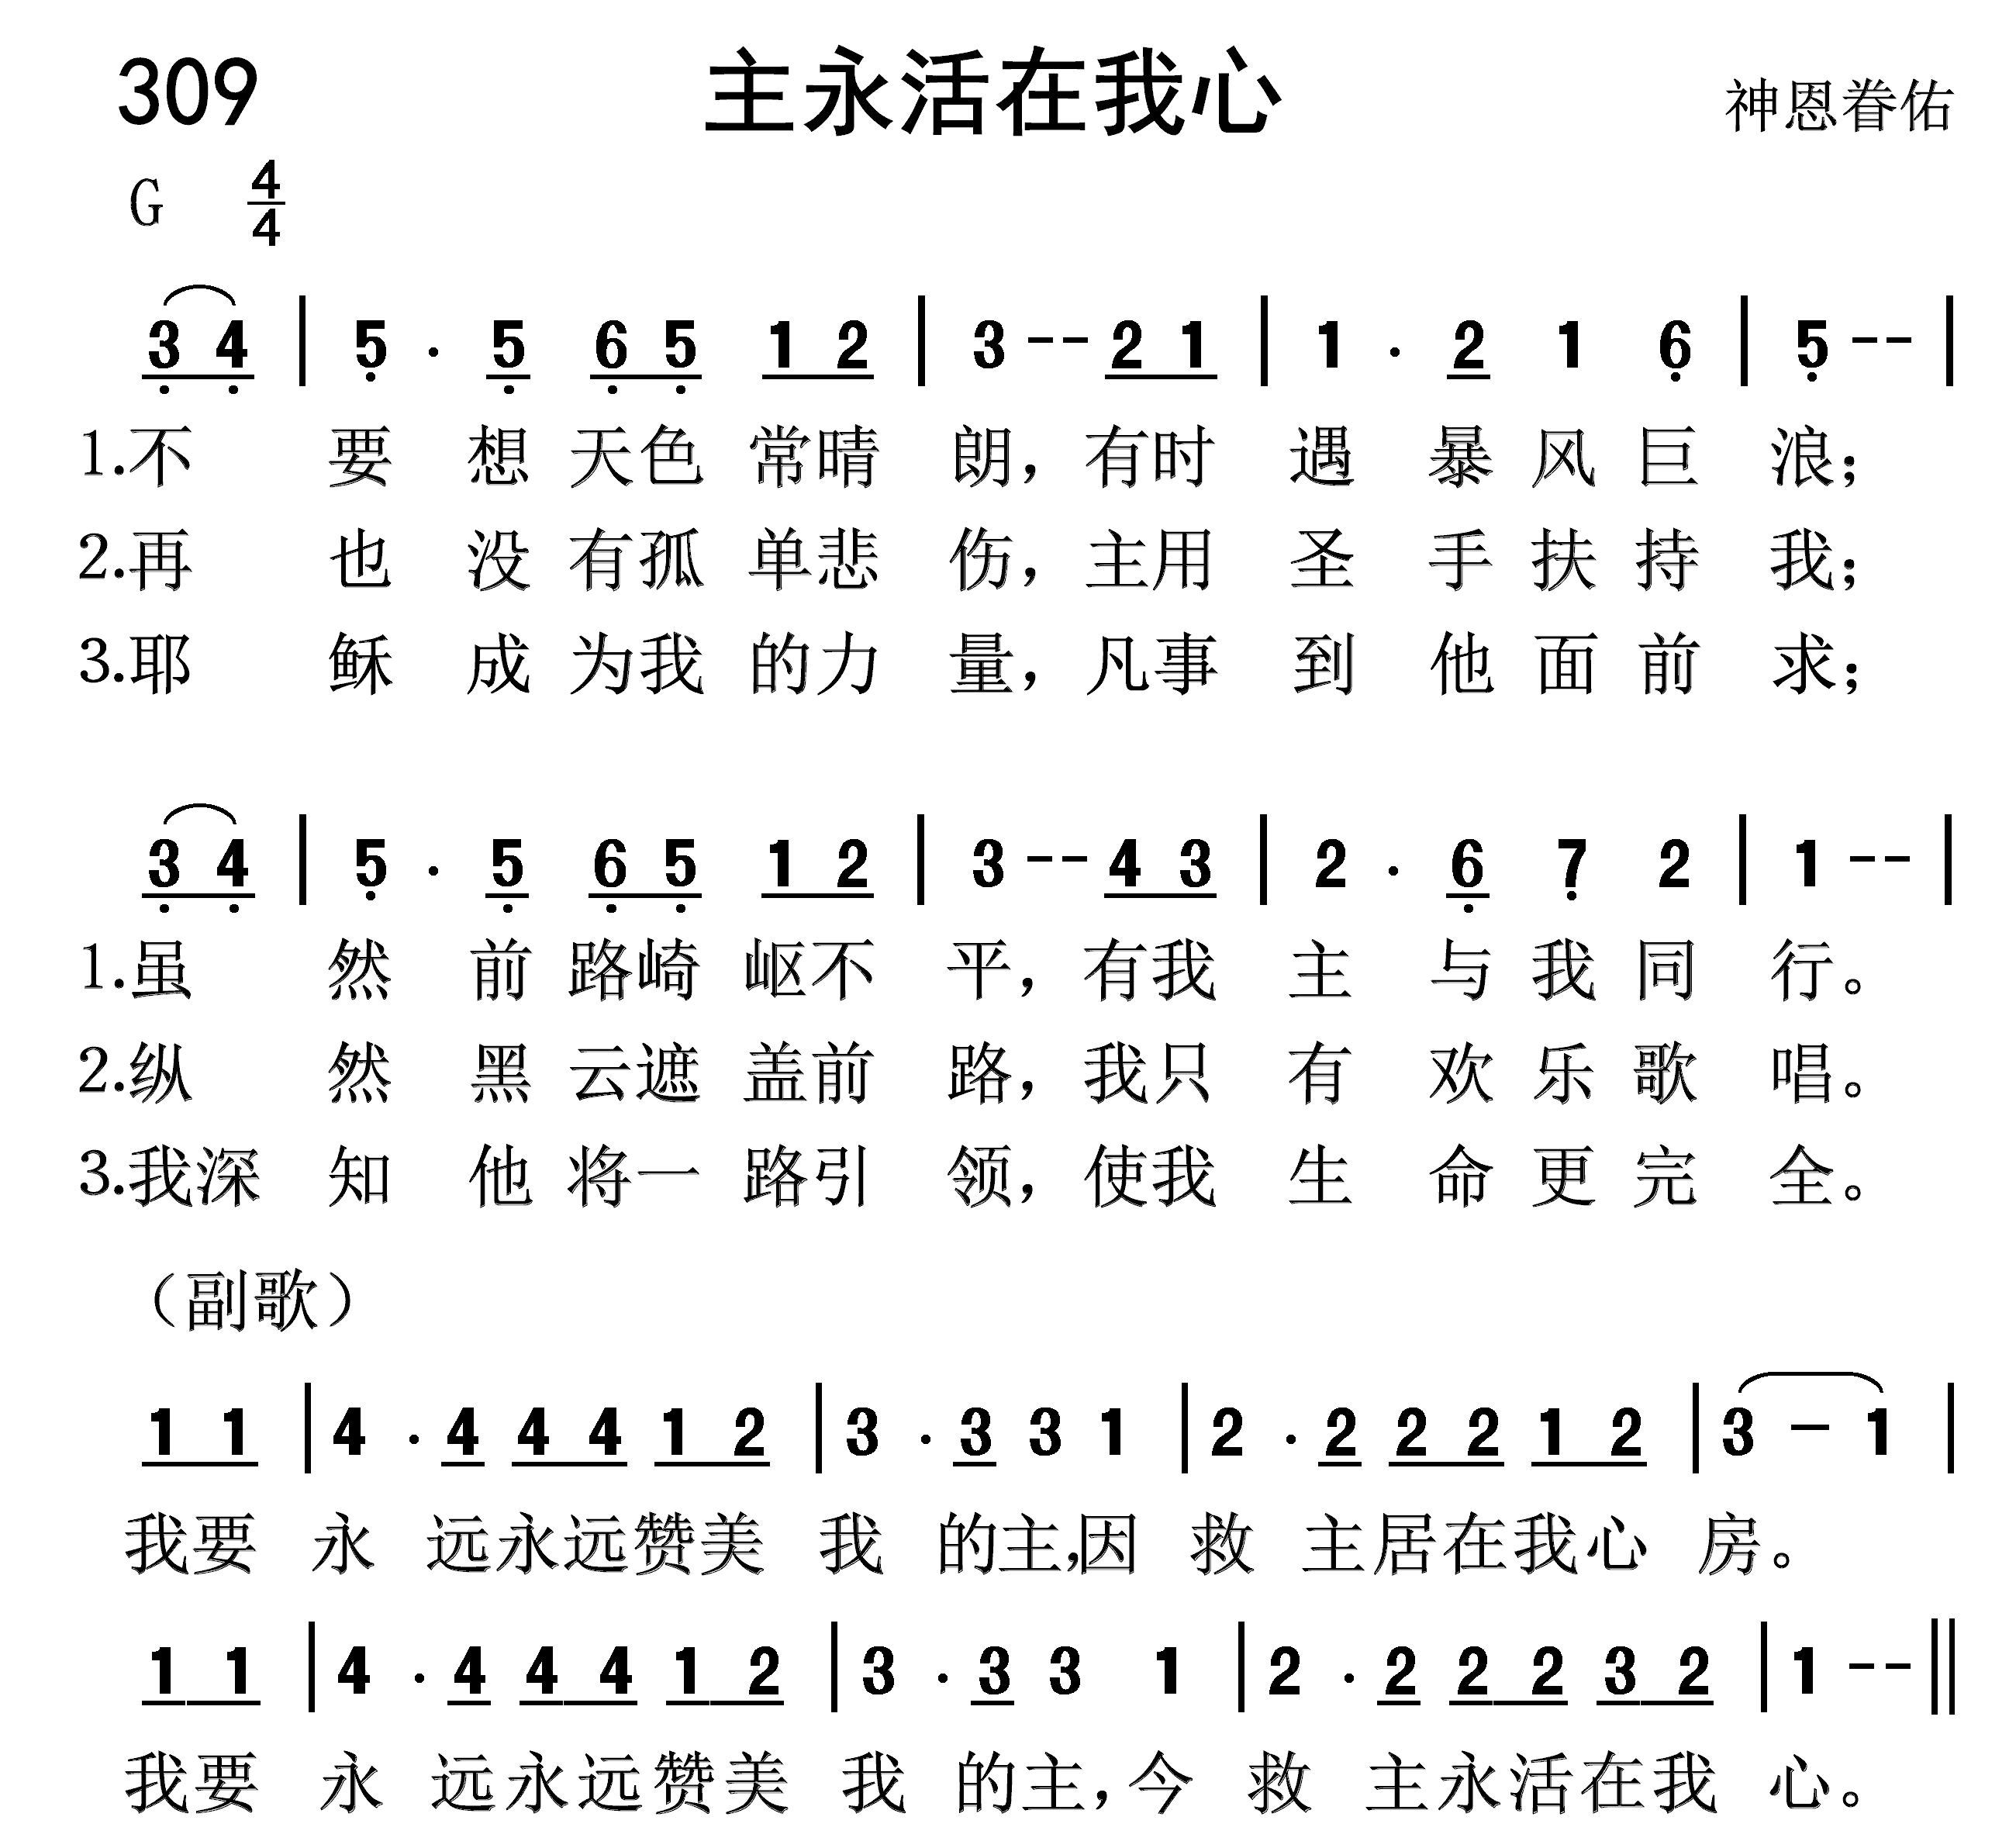 309 主永活在我心 神恩眷佑
G 4/4
3 4 | 5 . 5 6 5 1 2 | 3 -- 2 1 | 1 . 2 1 6 | 5 -- |
1.不 要 想 天色 常晴 朗，有时 遇 暴 风 巨 浪；
2.再 也 没 有孤 单悲 伤，主用 圣 手 扶 持 我；
3.耶 稣 成 为我 的力 量，凡事 到 他 面 前 求；
3 4 | 5 . 5 6 5 1 2 | 3 -- 4 3 | 2 . 6 7 2 | 1 -- |
1.虽 然 前 路崎 岖不 平，有我 主 与 我 同 行。
2.纵 然 黑 云遮 盖前 路，我只 有 欢 乐 歌 唱。
3.我深 知 他 将一 路引 领，使我 生 命 更 完 全。
（副歌）
1 1 | 4 . 4 4 4 1 2 | 3 . 3 3 1 | 2 . 2 2 2 1 2 | 3 - 1 |
我要 永 远永远赞美 我 的主，因 救 主居在我心 房。
1 1 | 4 . 4 4 4 1 2 | 3 . 3 3 1 | 2 . 2 2 2 3 2 | 1 -- ||
我要 永 远永远赞美 我 的主，今 救 主永活在我 心。